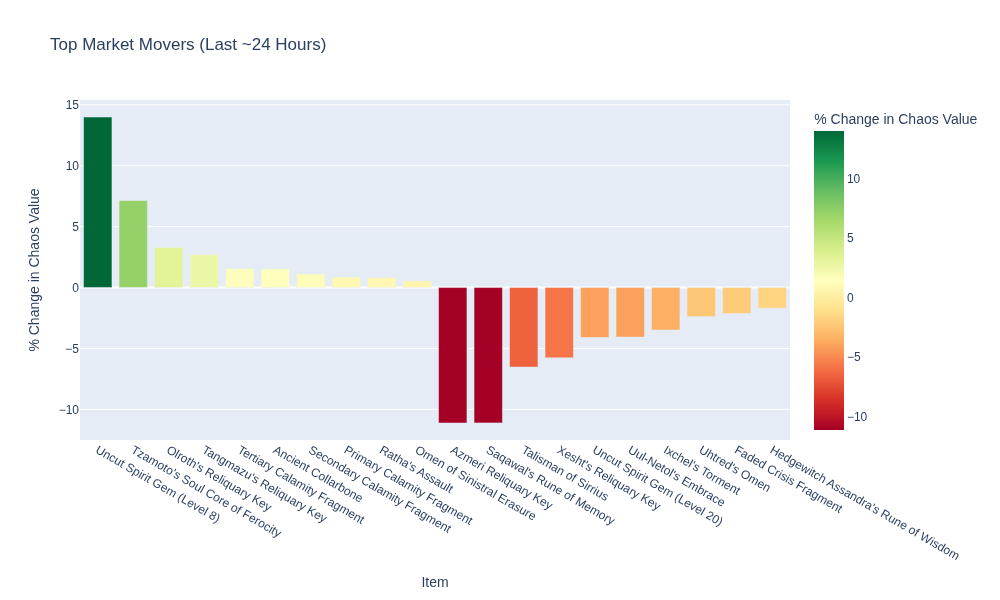 Top Market Movers (Last ~24 Hours)
% Change in Chaos Value
15
10
5
0
−5
−10
% Change in Chaos Value
10
5
0
−5
−10
Uncut Spirit Gem (Level 8)
Tzamoto's Soul Core of Ferocity
Olroth's Reliquary Key
Tangmazu's Reliquary Key
Tertiary Calamity Fragment
Ancient Collarbone
Secondary Calamity Fragment
Primary Calamity Fragment
Ratha's Assault
Omen of Sinistral Erasure
Azmeri Reliquary Key
Saqawal's Rune of Memory
Talisman of Sirrius
Xesht's Reliquary Key
Uncut Spirit Gem (Level 20)
Uul-Netol's Embrace
Ixchel's Torment
Uhtred's Omen
Faded Crisis Fragment
Hedgewitch Assandra's Rune of Wisdom
Item